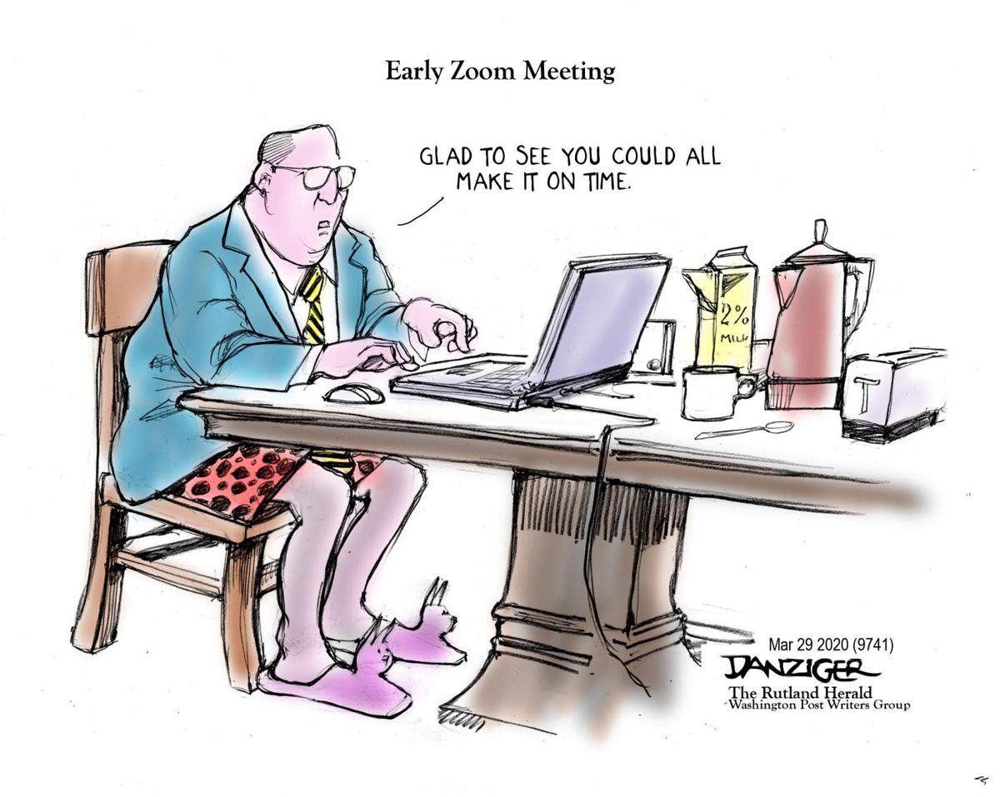 Early Zoom Meeting
GLAD TO SEE YOU COULD ALL
MAKE IT ON TIME.
2%
MILK
Mar 29 2020 (9741)
DANZIGER
The Rutland Herald
Washington Post Writers Group